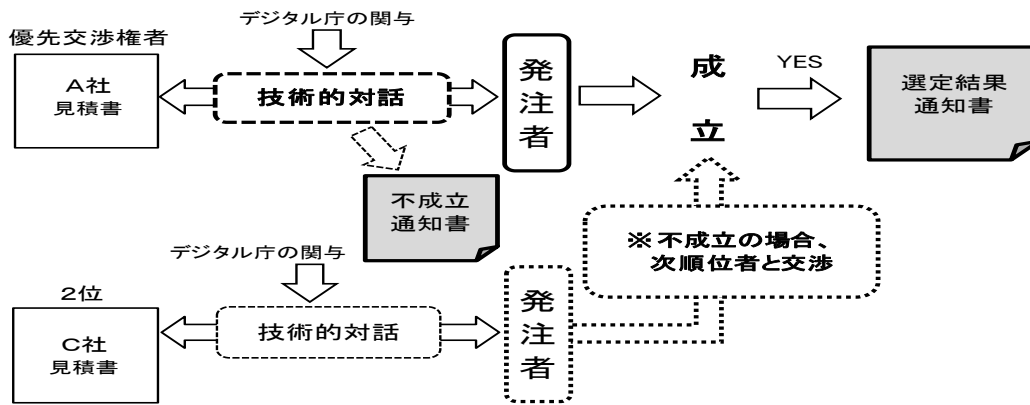 デジタル庁の関与
優先交渉権者
A社
見積書
技術的対話
発注者
成立
YES
選定結果
通知書
不成立
通知書
※不成立の場合、
次順位者と交渉
デジタル庁の関与
2位
C社
見積書
技術的対話
発注者